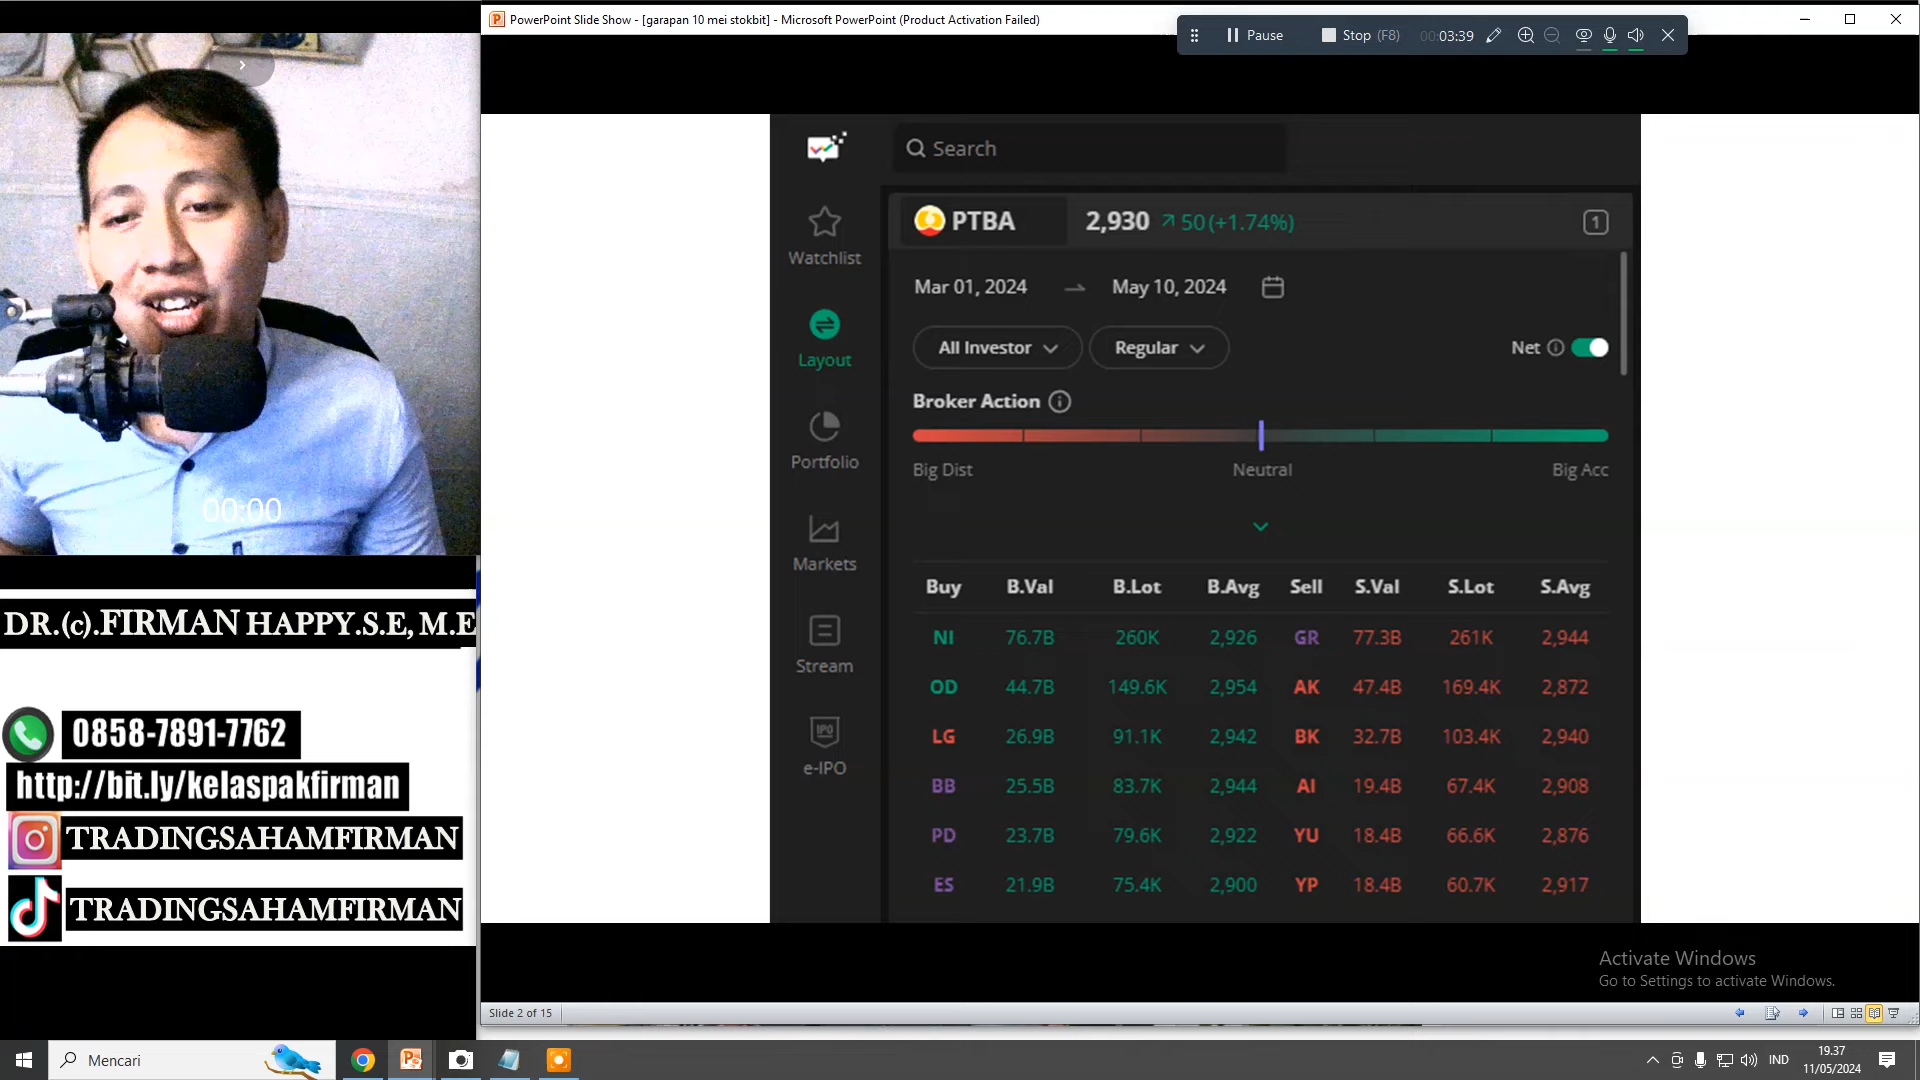 PowerPoint Slide Show - [garapan 10 mei stokbit] - Microsoft PowerPoint (Product Activation Failed)
Pause
Stop (F8)
00:03:39
Search
PTBA 2,930 50 (+1.74%)
1
Watchlist
Mar 01, 2024
May 10, 2024
All Investor
Regular
Net
Layout
Broker Action
Portfolio
Big Dist
Neutral
Big Acc
00:00
Markets
Buy B.Val B.Lot B.Avg Sell S.Val S.Lot S.Avg
NI 76.7B 260K 2,926 GR 77.3B 261K 2,944
Stream
OD 44.7B 149.6K 2,954 AK 47.4B 169.4K 2,872
LG 26.9B 91.1K 2,942 BK 32.7B 103.4K 2,940
IPO
e-IPO
BB 25.5B 83.7K 2,944 AI 19.4B 67.4K 2,908
PD 23.7B 79.6K 2,922 YU 18.4B 66.6K 2,876
ES 21.9B 75.4K 2,900 YP 18.4B 60.7K 2,917
DR.(c).FIRMAN HAPPY.S.E, M.E
0858-7891-7762
http://bit.ly/kelaspakfirman
TRADINGSAHAMFIRMAN
TRADINGSAHAMFIRMAN
Activate Windows
Go to Settings to activate Windows.
Slide 2 of 15
Mencari
IND
19.37
11/05/2024